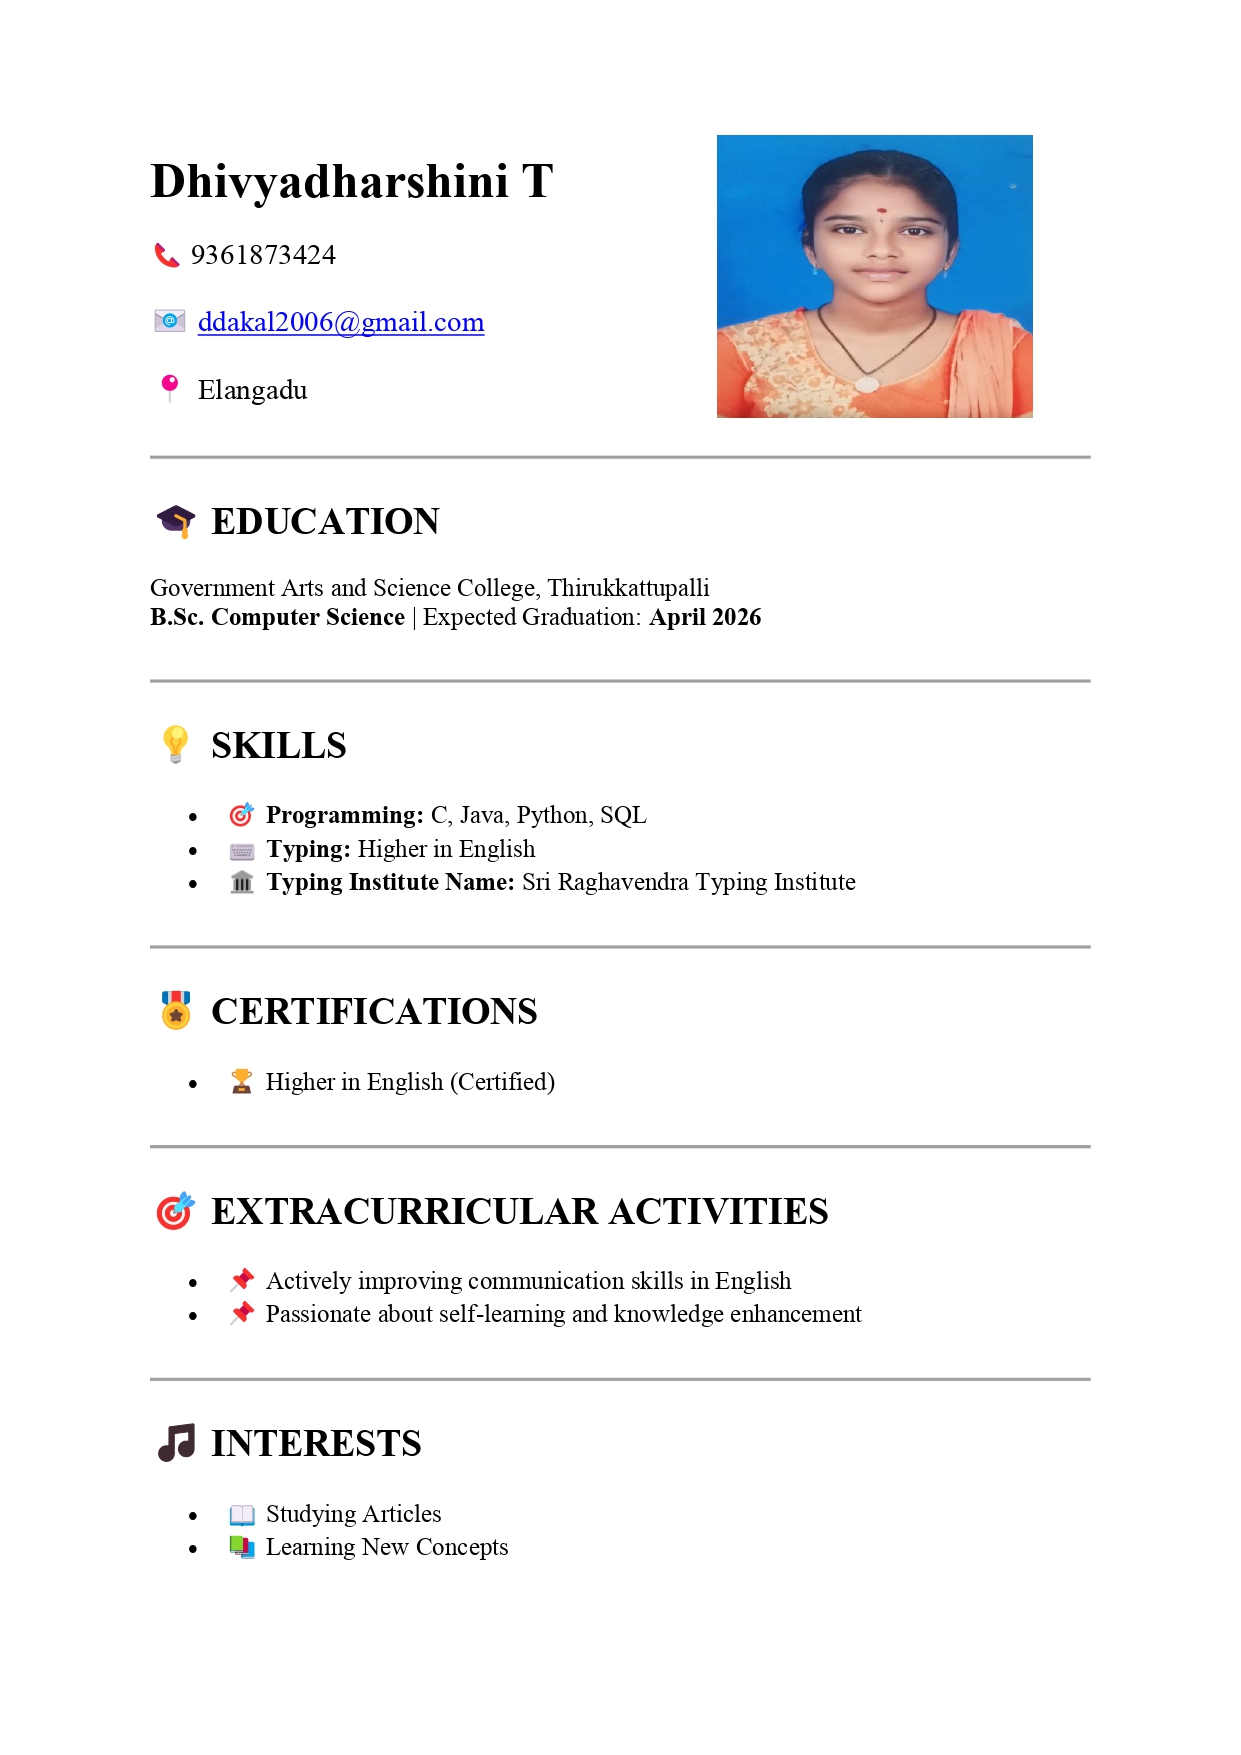 Dhivyadharshini T
9361873424
ddakal2006@gmail.com
Elangadu
EDUCATION
Government Arts and Science College, Thirukkattupalli
B.Sc. Computer Science | Expected Graduation: April 2026
SKILLS
• Programming: C, Java, Python, SQL
• Typing: Higher in English
• Typing Institute Name: Sri Raghavendra Typing Institute
CERTIFICATIONS
• Higher in English (Certified)
EXTRACURRICULAR ACTIVITIES
• Actively improving communication skills in English
• Passionate about self-learning and knowledge enhancement
INTERESTS
• Studying Articles
• Learning New Concepts